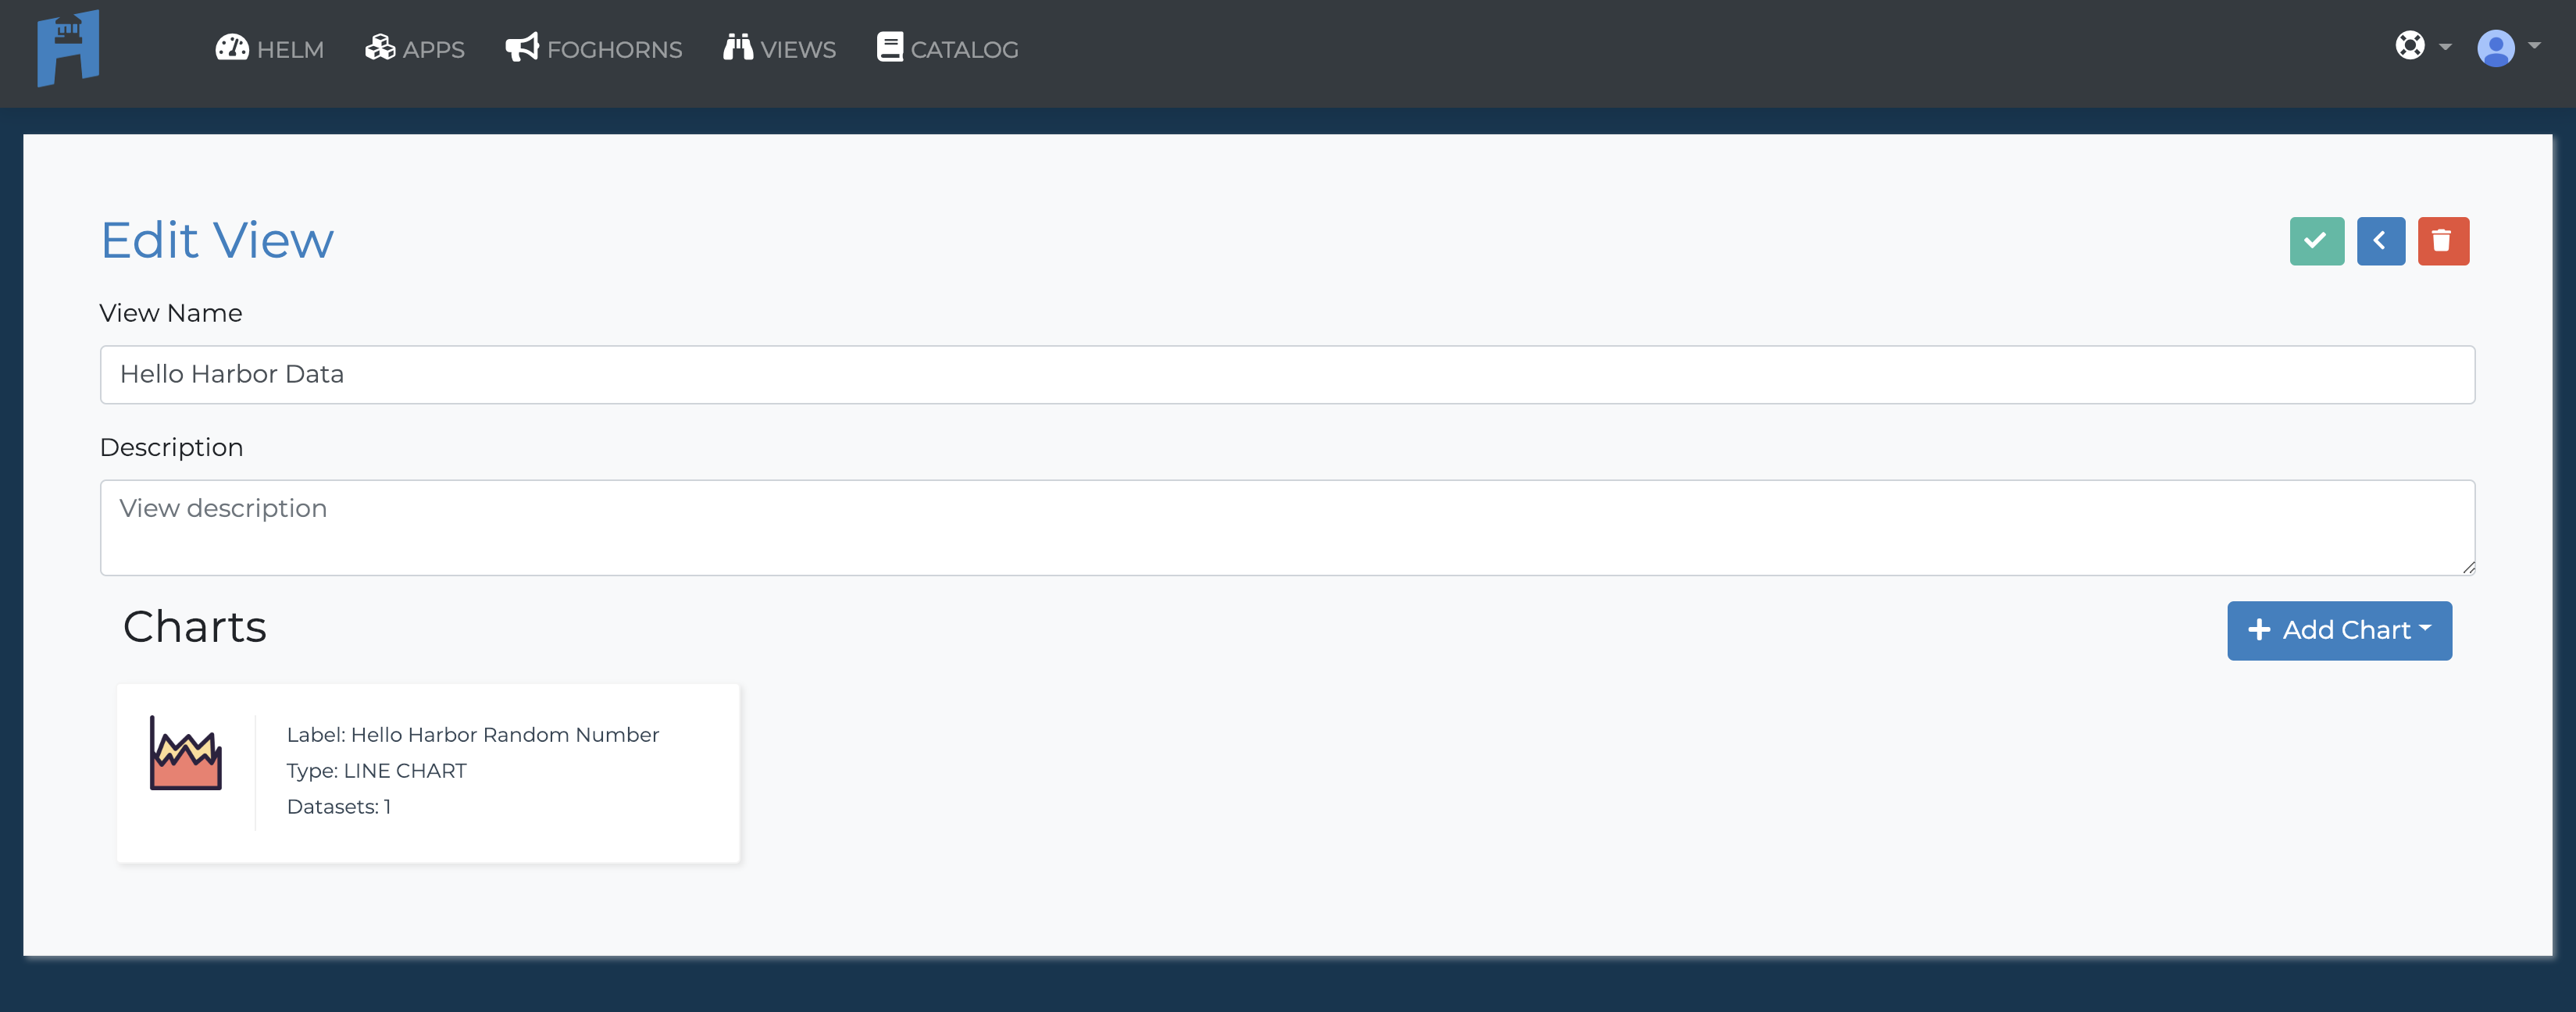 HELM APPS FOGHORNS VIEWS CATALOG
Edit View
View Name
Hello Harbor Data
Description
View description
Charts
Add Chart
Label: Hello Harbor Random Number
Type: LINE CHART
Datasets: 1